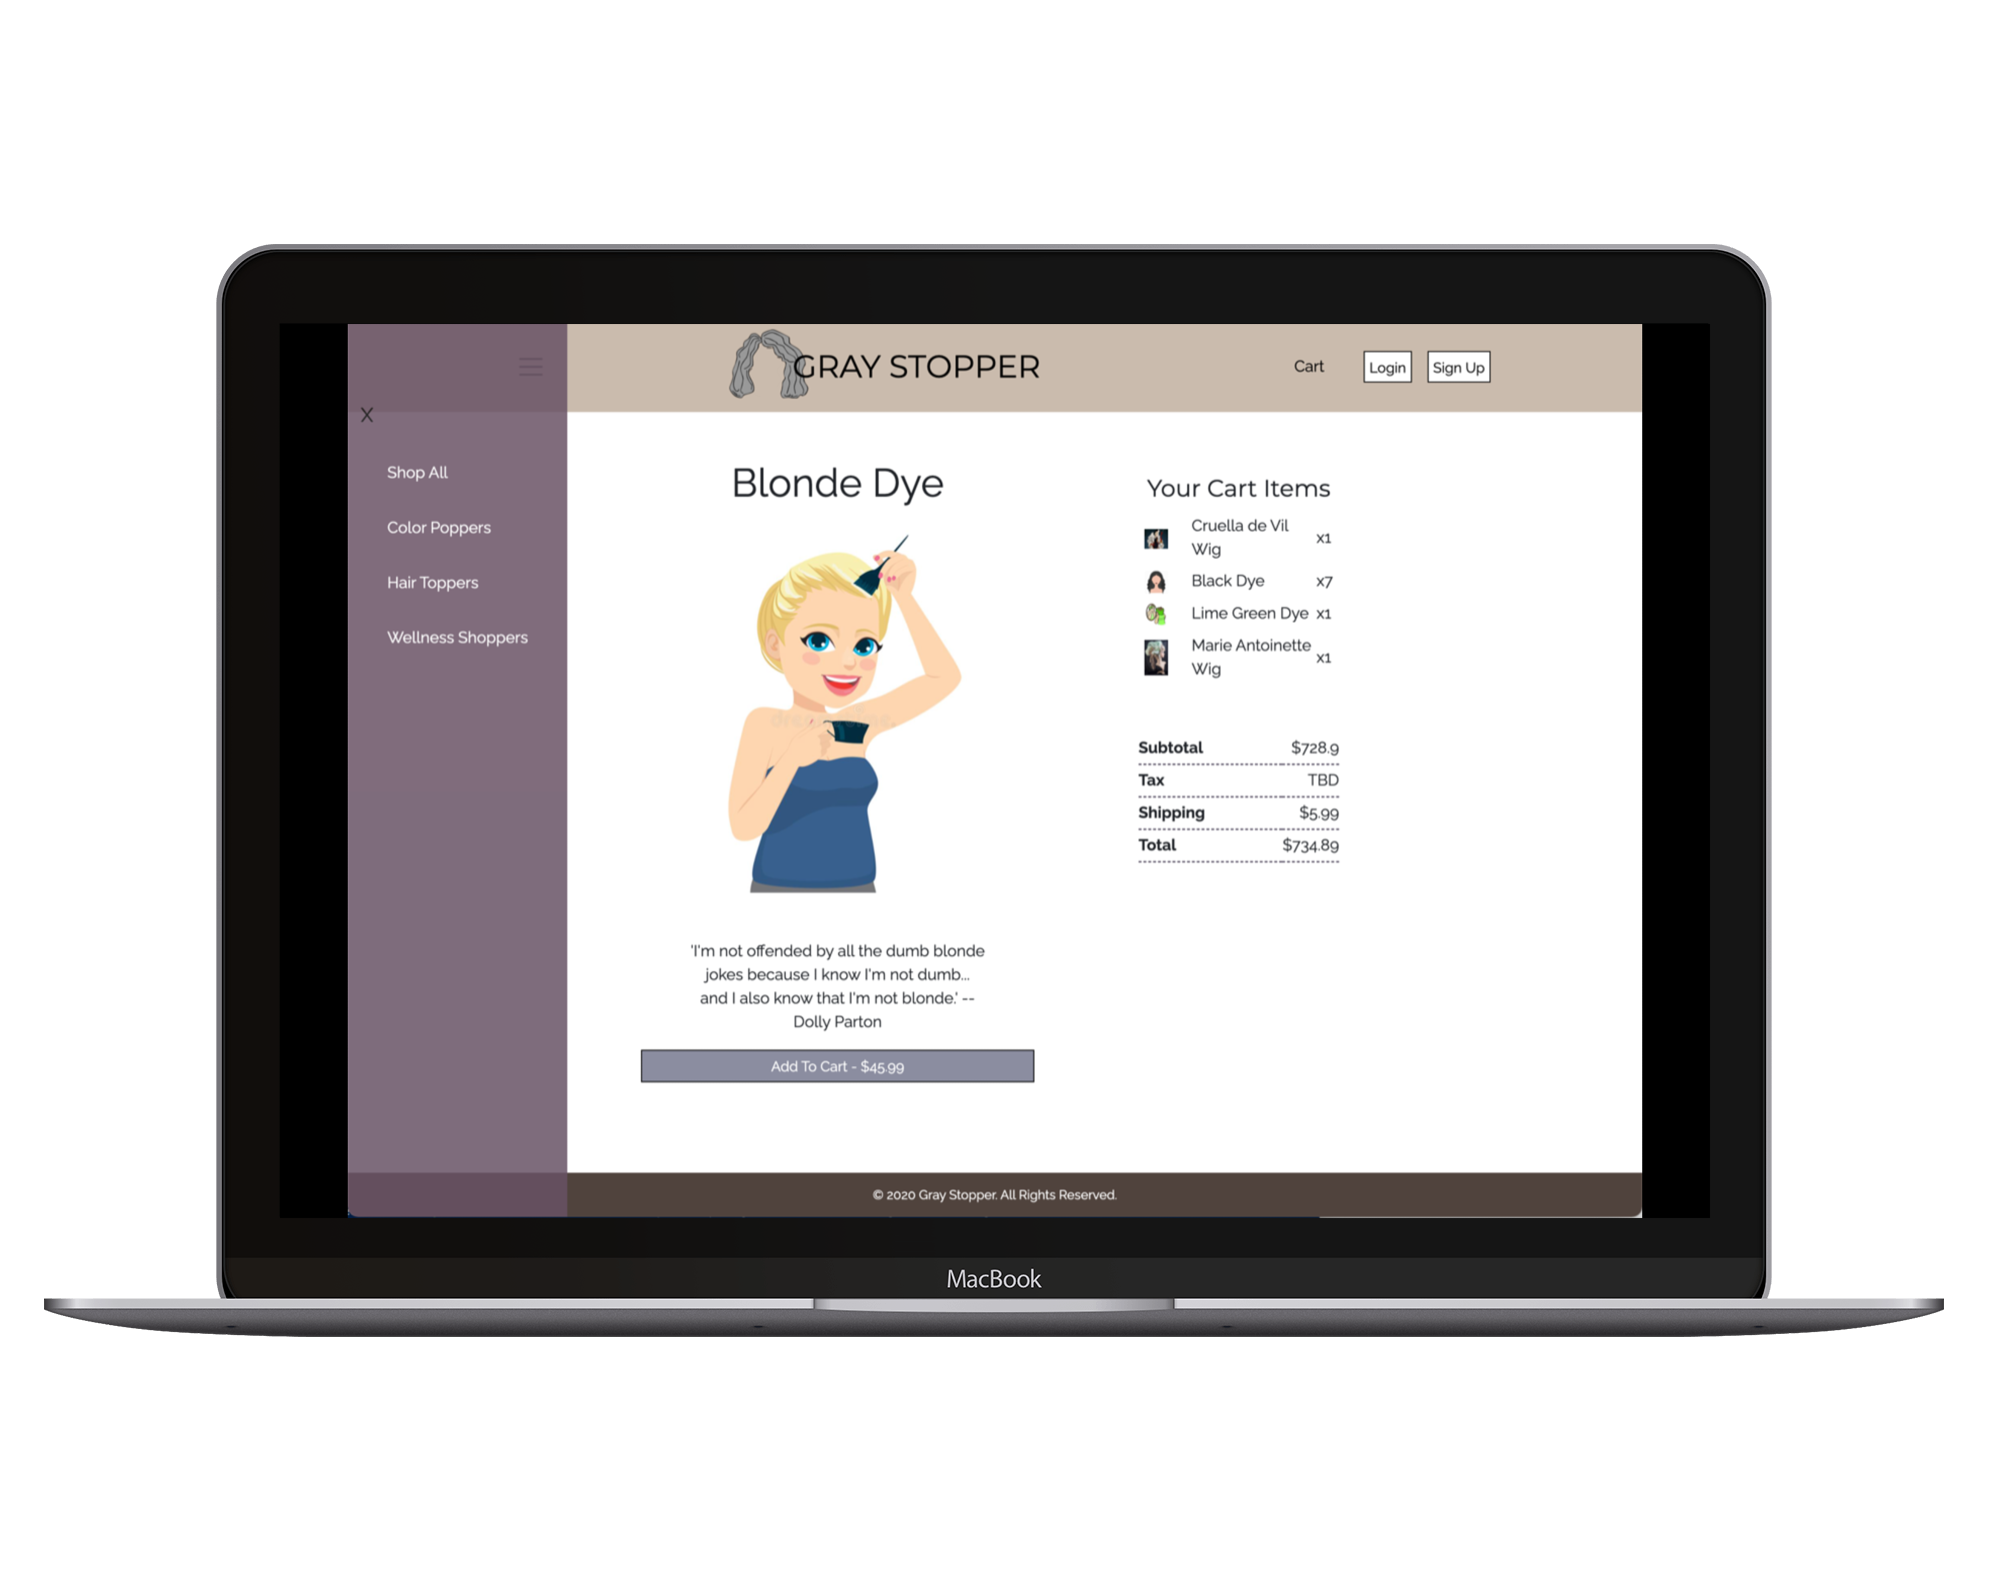 GRAY STOPPER
Cart
Login
Sign Up
X
Shop All
Color Poppers
Hair Toppers
Wellness Shoppers
Blonde Dye
'I'm not offended by all the dumb blonde
jokes because I know I'm not dumb...
and I also know that I'm not blonde.' --
Dolly Parton
Add To Cart - $45.99
Your Cart Items
Cruella de Vil
Wig
x1
Black Dye x7
Lime Green Dye x1
Marie Antoinette
Wig
x1
Subtotal $728.9
Tax TBD
Shipping $5.99
Total $734.89
© 2020 Gray Stopper. All Rights Reserved.
MacBook